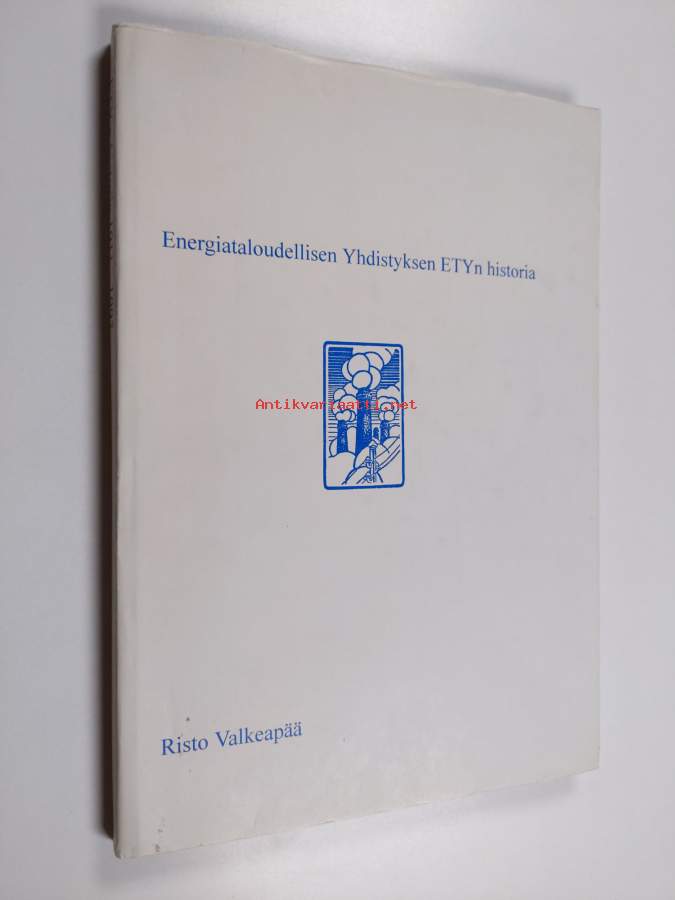 Energiataloudellisen Yhdistyksen ETYn historia
Antikvariaatti.net
Risto Valkeapää